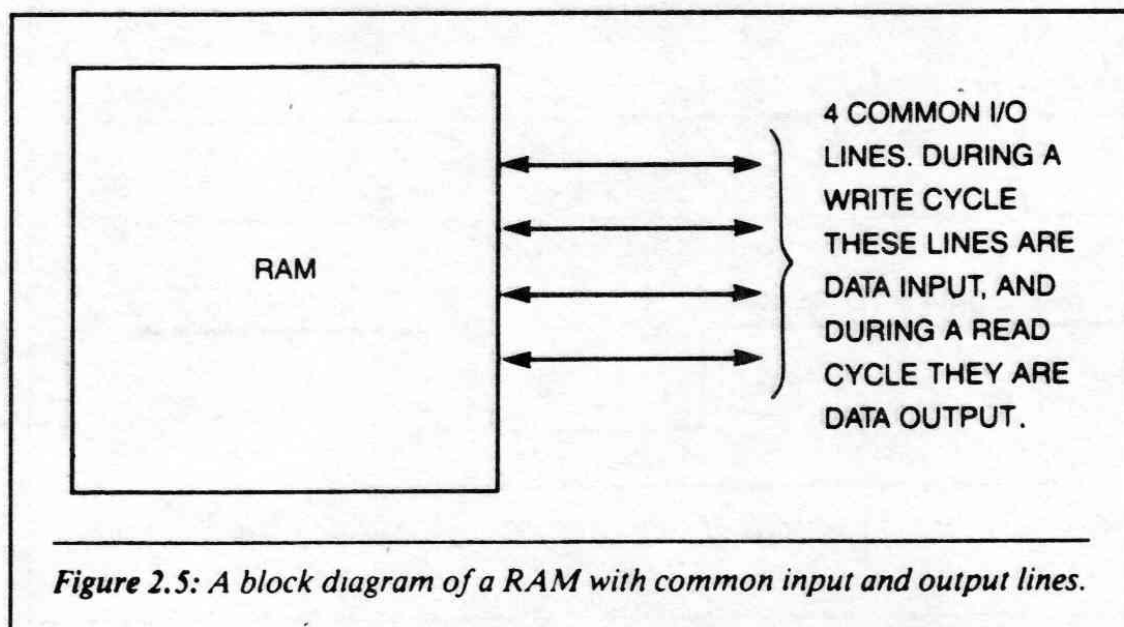 RAM
4 COMMON I/O
LINES. DURING A
WRITE CYCLE
THESE LINES ARE
DATA INPUT, AND
DURING A READ
CYCLE THEY ARE
DATA OUTPUT.
Figure 2.5: A block diagram of a RAM with common input and output lines.